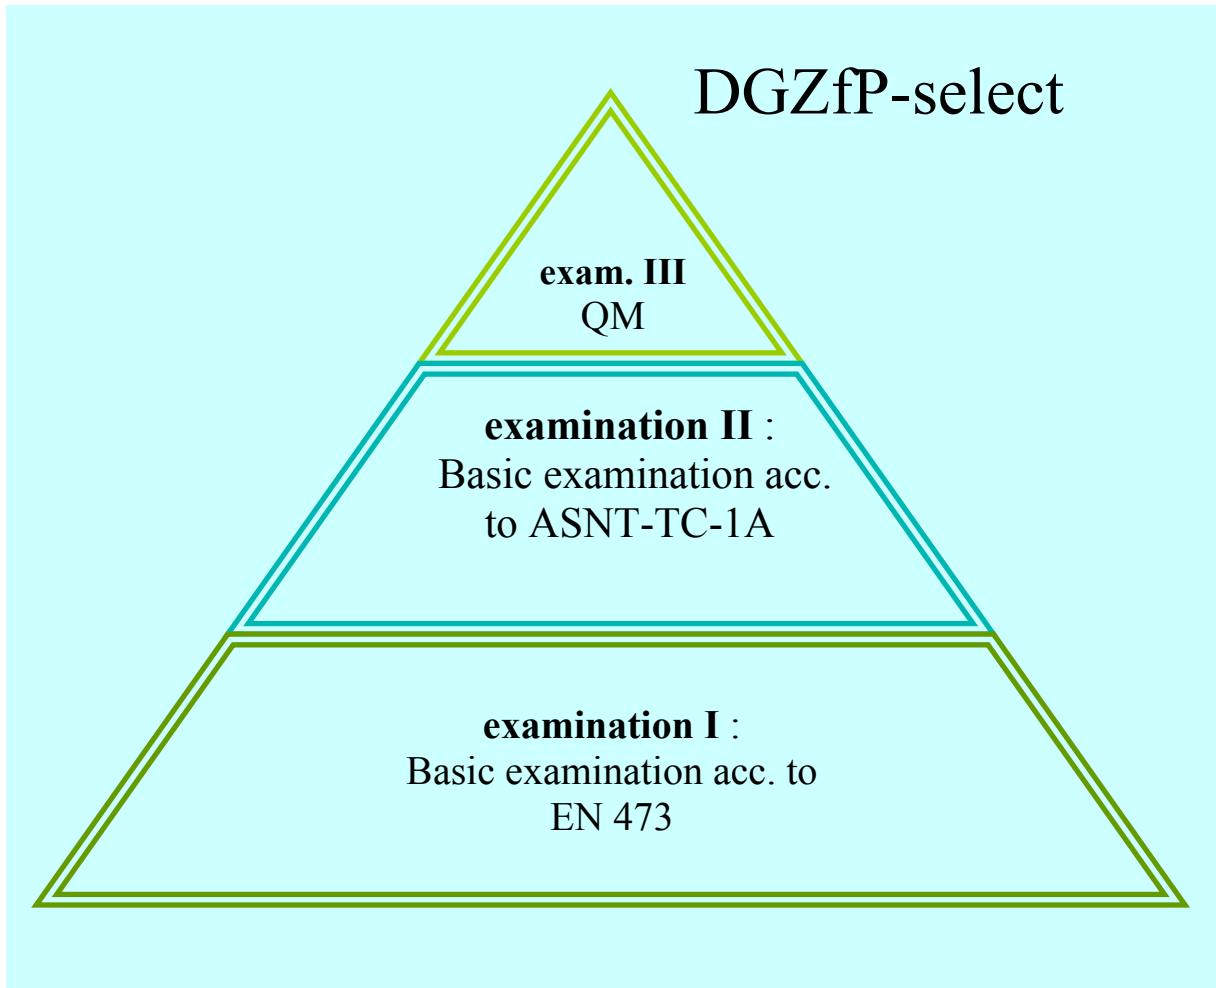 DGZfP-select
exam. III
QM
examination II :
Basic examination acc.
to ASNT-TC-1A
examination I :
Basic examination acc. to
EN 473